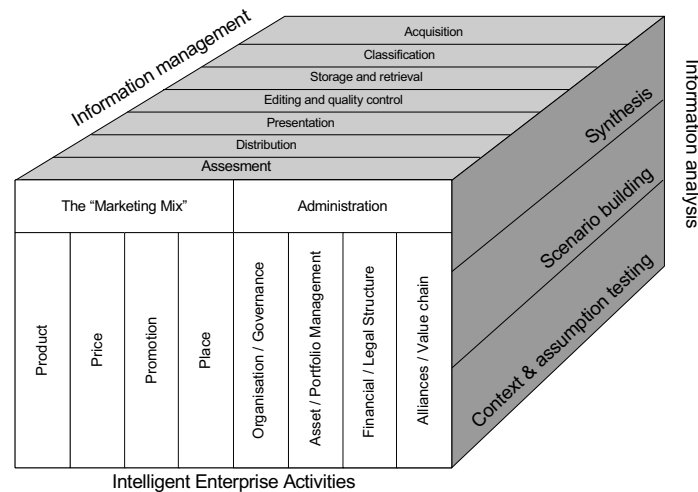 Information management
Acquisition
Classification
Storage and retrieval
Editing and quality control
Presentation
Distribution
Assesment
Information analysis
Synthesis
Scenario building
Context & assumption testing
The "Marketing Mix"
Administration
Product
Price
Promotion
Place
Organisation / Governance
Asset / Portfolio Management
Financial / Legal Structure
Alliances / Value chain
Intelligent Enterprise Activities